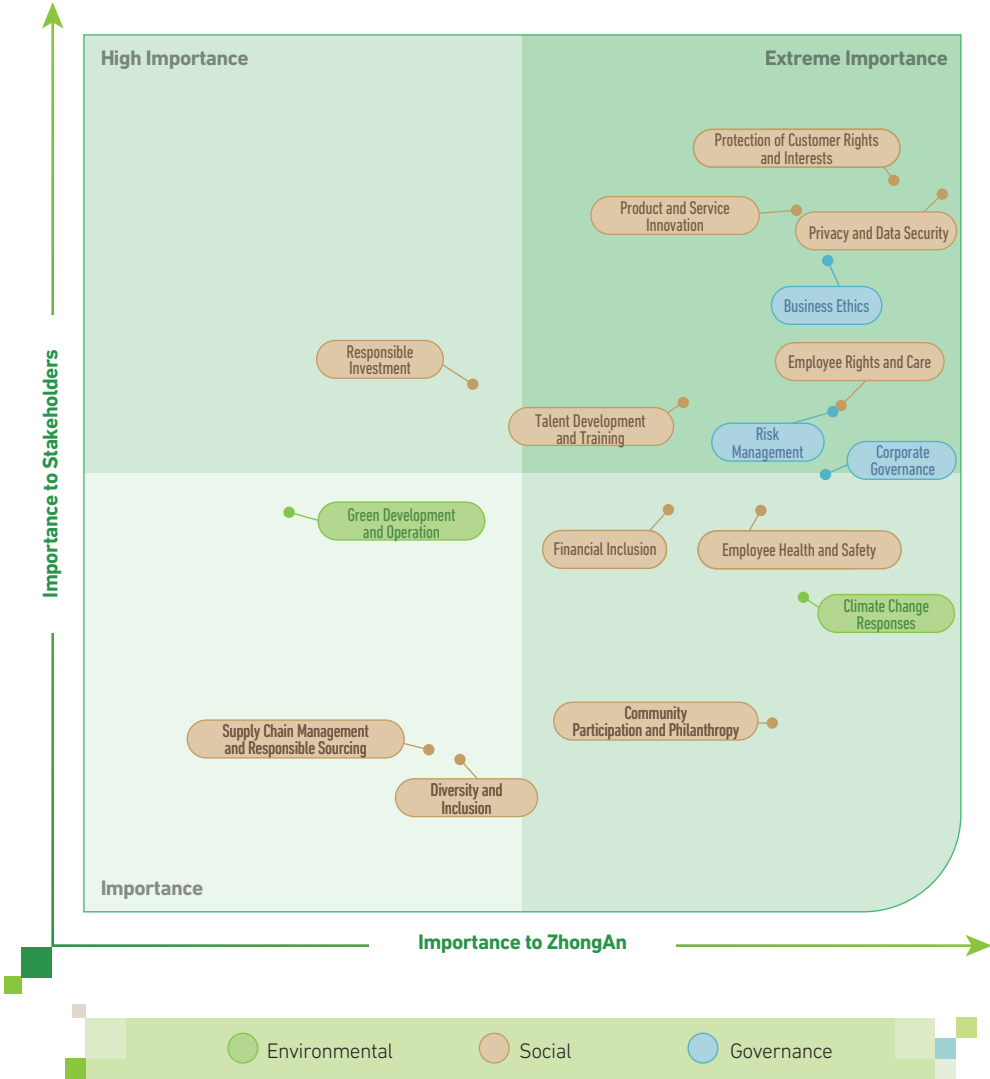 High Importance
Extreme Importance
Protection of Customer Rights
and Interests
Product and Service
Innovation
Privacy and Data Security
Business Ethics
Responsible
Investment
Employee Rights and Care
Talent Development
and Training
Risk
Management
Corporate
Governance
Importance to Stakeholders
Green Development
and Operation
Financial Inclusion
Employee Health and Safety
Climate Change
Responses
Supply Chain Management
and Responsible Sourcing
Community
Participation and Philanthropy
Diversity and
Inclusion
Importance
Importance to ZhongAn
Environmental
Social
Governance